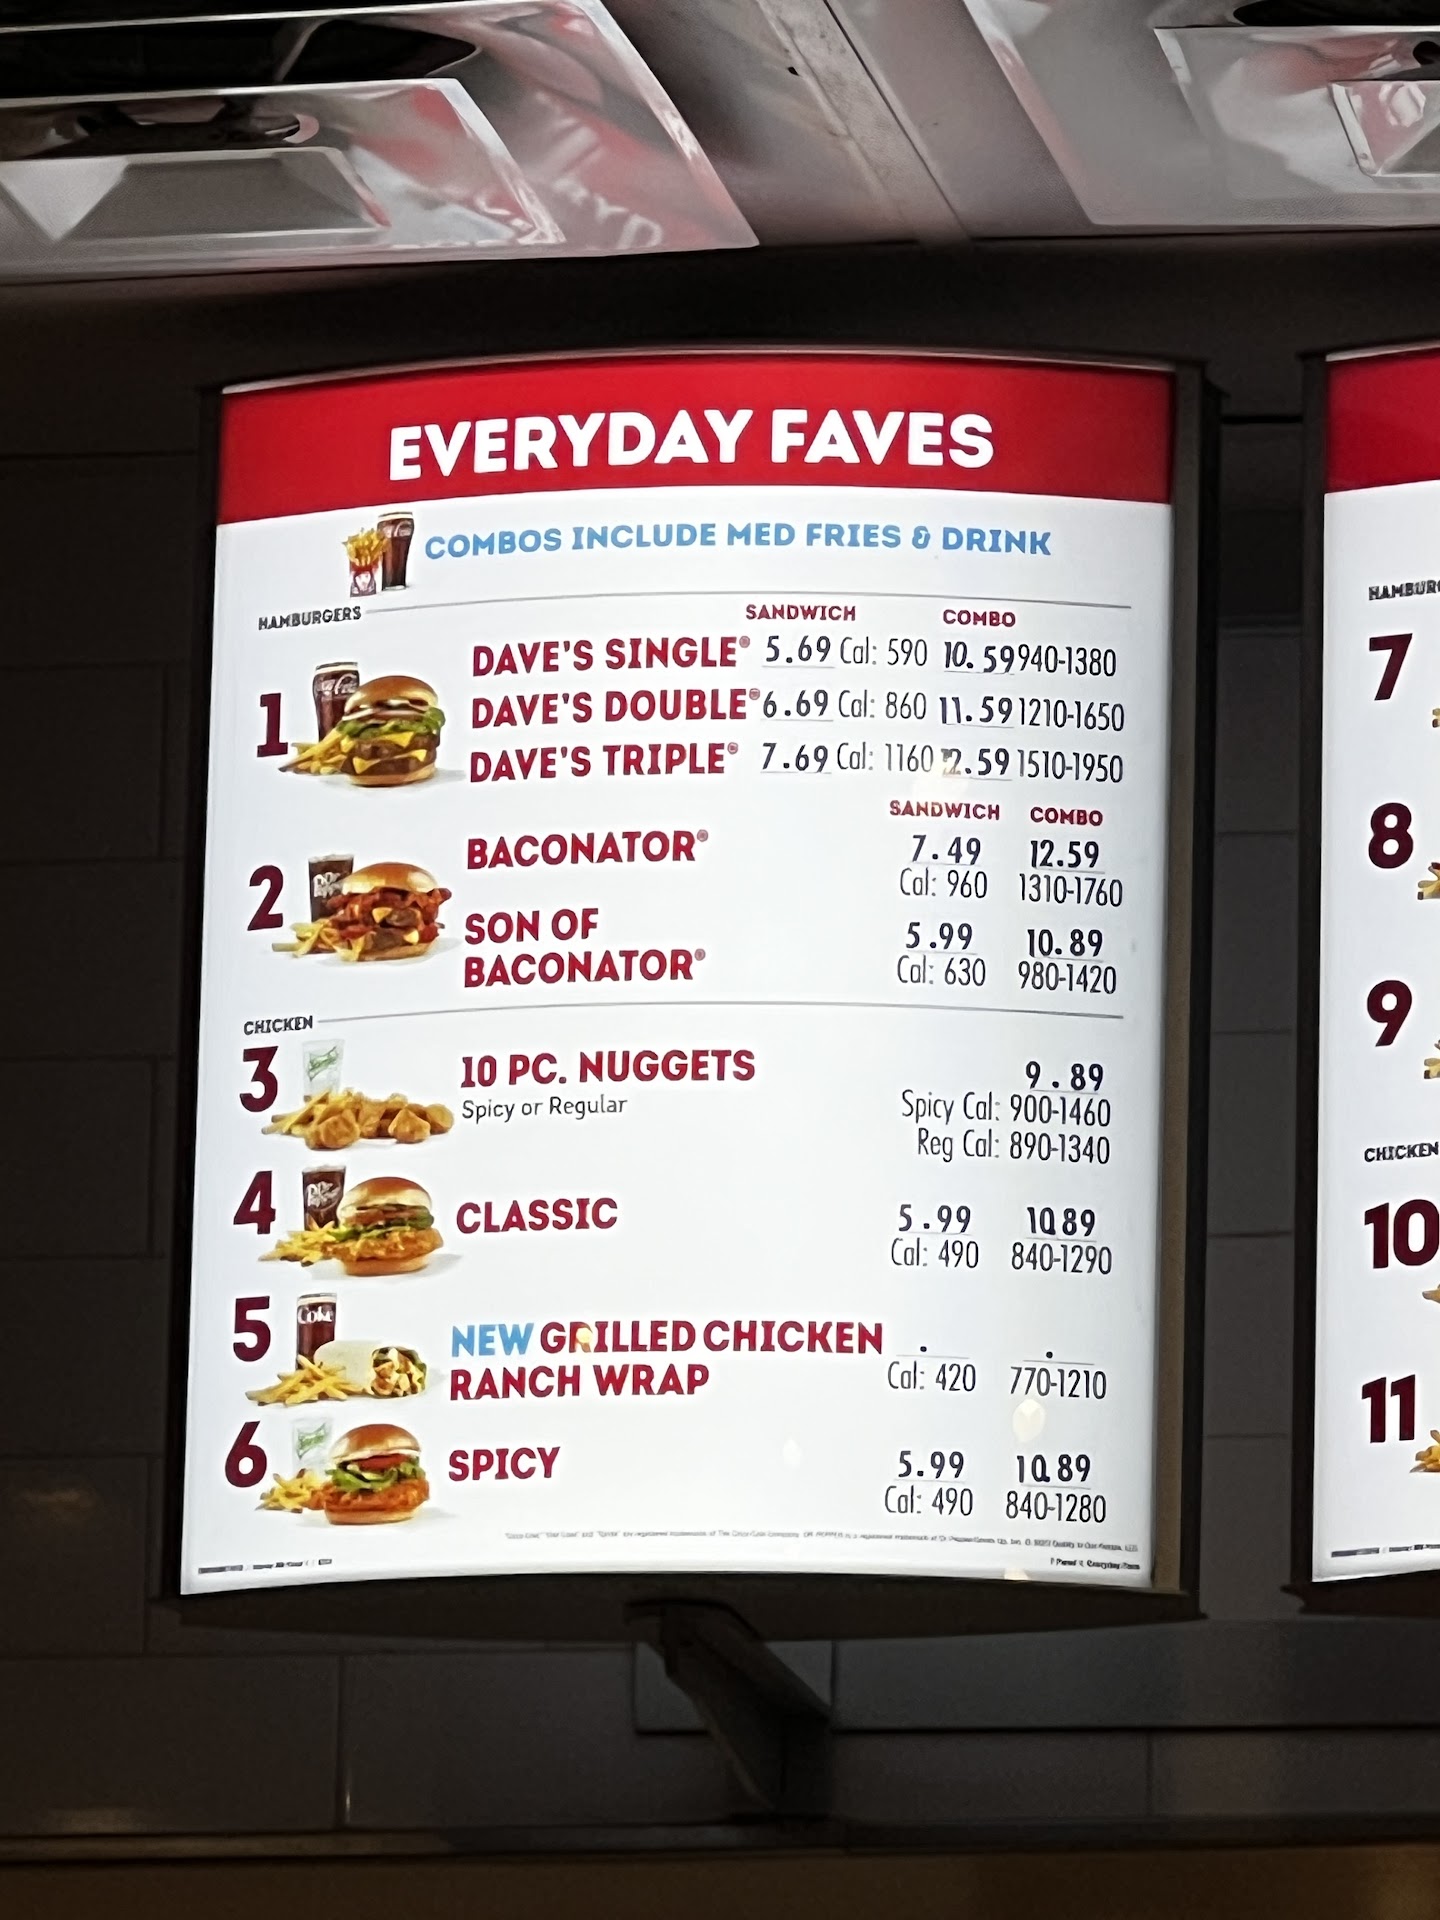 EVERYDAY FAVES
COMBOS INCLUDE MED FRIES & DRINK
HAMBURGERS
SANDWICH COMBO
1 DAVE'S SINGLE® 5.69 Cal: 590 10.59 940-1380
DAVE'S DOUBLE® 6.69 Cal: 860 11.59 1210-1650
DAVE'S TRIPLE® 7.69 Cal: 1160 12.59 1510-1950
SANDWICH COMBO
2 BACONATOR® 7.49 12.59
Cal: 960 1310-1760
SON OF 5.99 10.89
BACONATOR® Cal: 630 980-1420
CHICKEN
3 10 PC. NUGGETS 9.89
Spicy or Regular Spicy Cal: 900-1460
Reg Cal: 890-1340
4 CLASSIC 5.99 10.89
Cal: 490 840-1290
5 NEW GRILLED CHICKEN . .
Coke
RANCH WRAP Cal: 420 770-1210
6 SPICY 5.99 10.89
Cal: 490 840-1280
7
8
9
CHICKEN
10
11